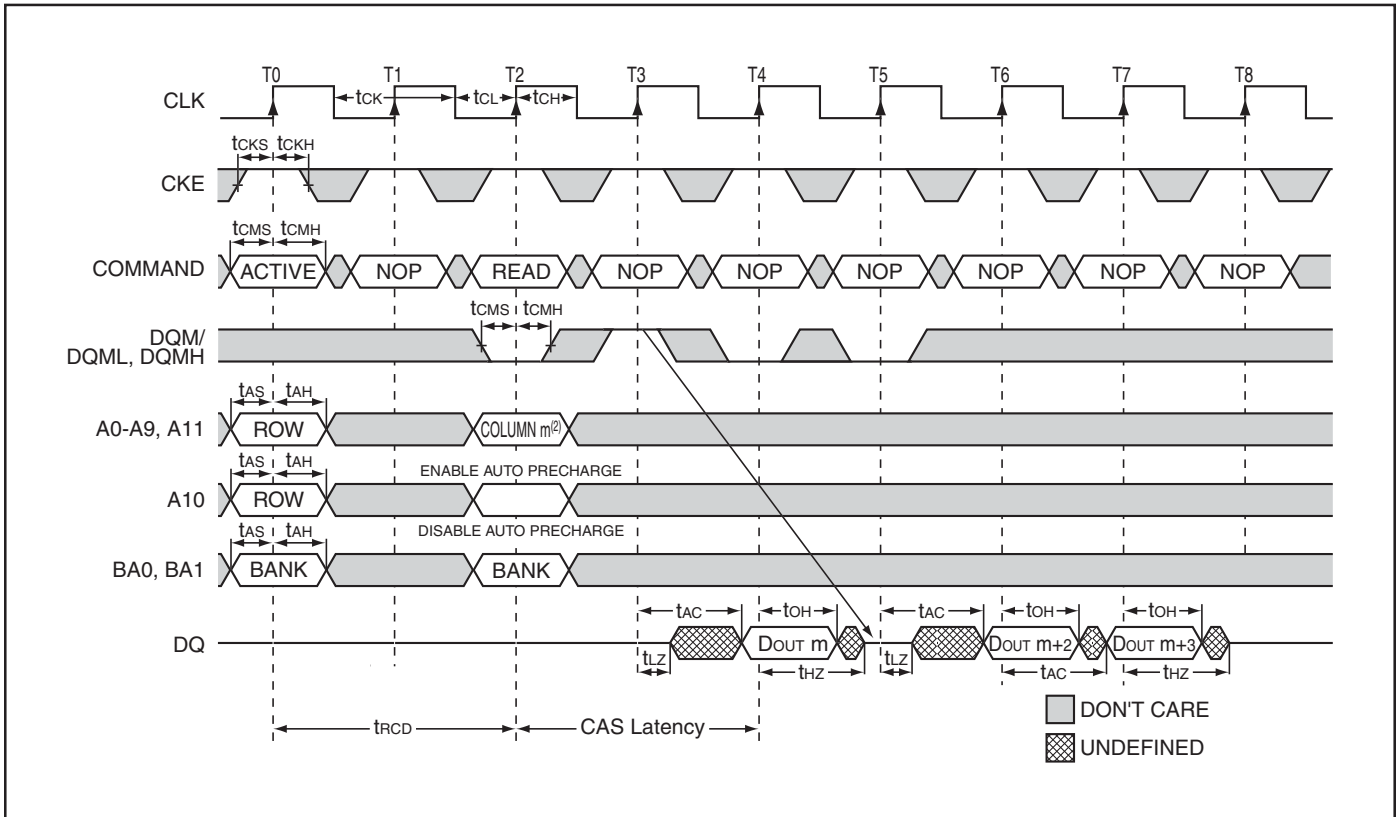 T0 T1 T2 T3 T4 T5 T6 T7 T8
CLK tCK tCL tCH
tCKS tCKH
CKE
tCMS tCMH
COMMAND ACTIVE NOP READ NOP NOP NOP NOP NOP NOP
tCMS tCMH
DQM/
DQML, DQMH
tAS tAH
A0-A9, A11 ROW COLUMN m(2)
tAS tAH ENABLE AUTO PRECHARGE
A10 ROW
tAS tAH DISABLE AUTO PRECHARGE
BA0, BA1 BANK BANK
tAC tOH tAC tOH tOH
DQ DOUT m DOUT m+2 DOUT m+3
tLZ tHZ tLZ tAC tHZ
tRCD CAS Latency
DON'T CARE
UNDEFINED